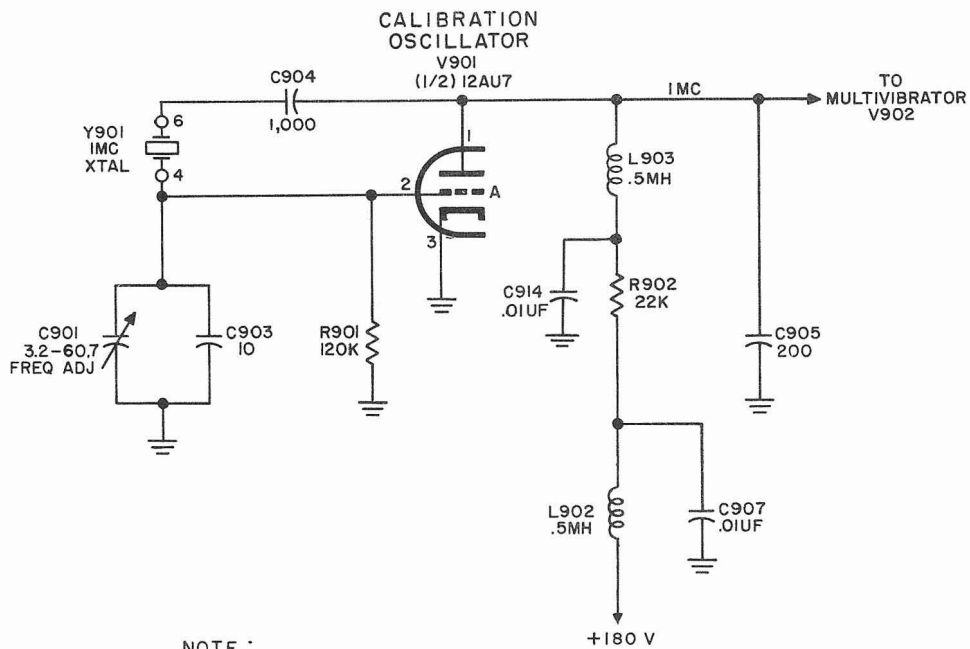 CALIBRATION
OSCILLATOR
V901
(1/2) 12AU7
C904
1,000
1MC
TO
MULTIVIBRATOR
V902
6
Y901
1MC
XTAL
4
1
2
A
3
L903
.5MH
C914
.01UF
R902
22K
C901
3.2-60.7
FREQ ADJ
C903
10
R901
120K
C905
200
L902
.5MH
C907
.01UF
+180 V
NOTE: